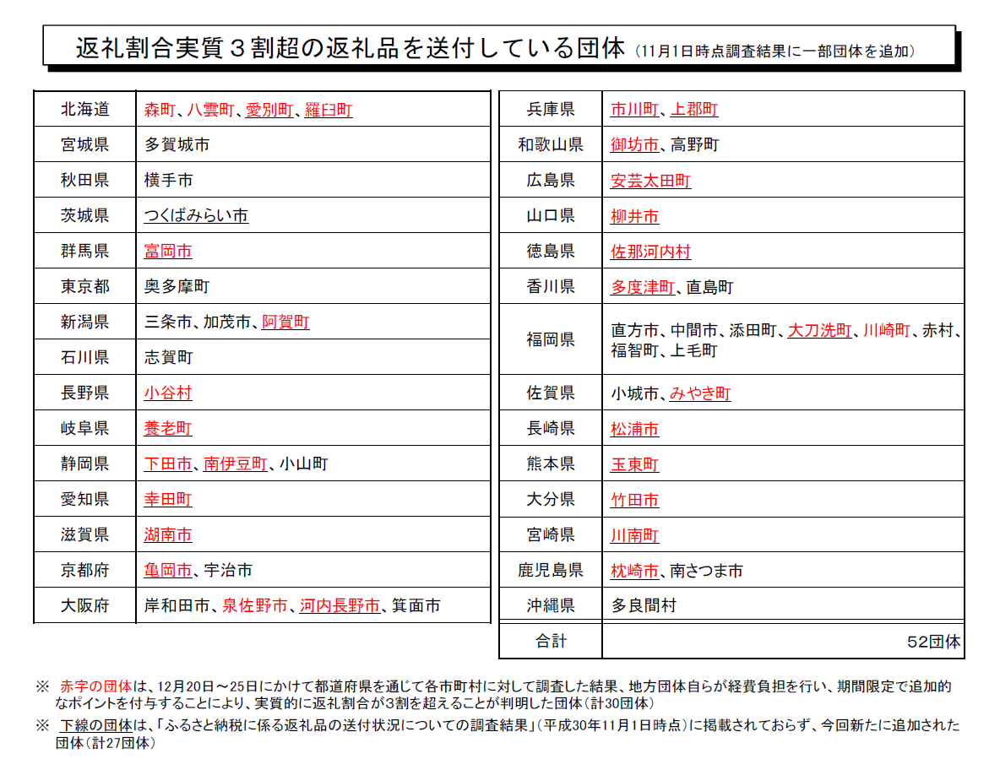 返礼割合実質３割超の返礼品を送付している団体（11月1日時点調査結果に一部団体を追加）
北海道 森町、八雲町、愛別町、羅臼町
宮城県 多賀城市
秋田県 横手市
茨城県 つくばみらい市
群馬県 富岡市
東京都 奥多摩町
新潟県 三条市、加茂市、阿賀町
石川県 志賀町
長野県 小谷村
岐阜県 養老町
静岡県 下田市、南伊豆町、小山町
愛知県 幸田町
滋賀県 湖南市
京都府 亀岡市、宇治市
大阪府 岸和田市、泉佐野市、河内長野市、箕面市
兵庫県 市川町、上郡町
和歌山県 御坊市、高野町
広島県 安芸太田町
山口県 柳井市
徳島県 佐那河内村
香川県 多度津町、直島町
福岡県 直方市、中間市、添田町、大刀洗町、川崎町、赤村、
福智町、上毛町
佐賀県 小城市、みやき町
長崎県 松浦市
熊本県 玉東町
大分県 竹田市
宮崎県 川南町
鹿児島県 枕崎市、南さつま市
沖縄県 多良間村
合計 52団体
※ 赤字の団体は、12月20日～25日にかけて都道府県を通じて各市町村に対して調査した結果、地方団体自らが経費負担を行い、期間限定で追加的
なポイントを付与することにより、実質的に返礼割合が３割を超えることが判明した団体（計30団体）
※ 下線の団体は、「ふるさと納税に係る返礼品の送付状況についての調査結果」（平成30年11月1日時点）に掲載されておらず、今回新たに追加された
団体（計27団体）